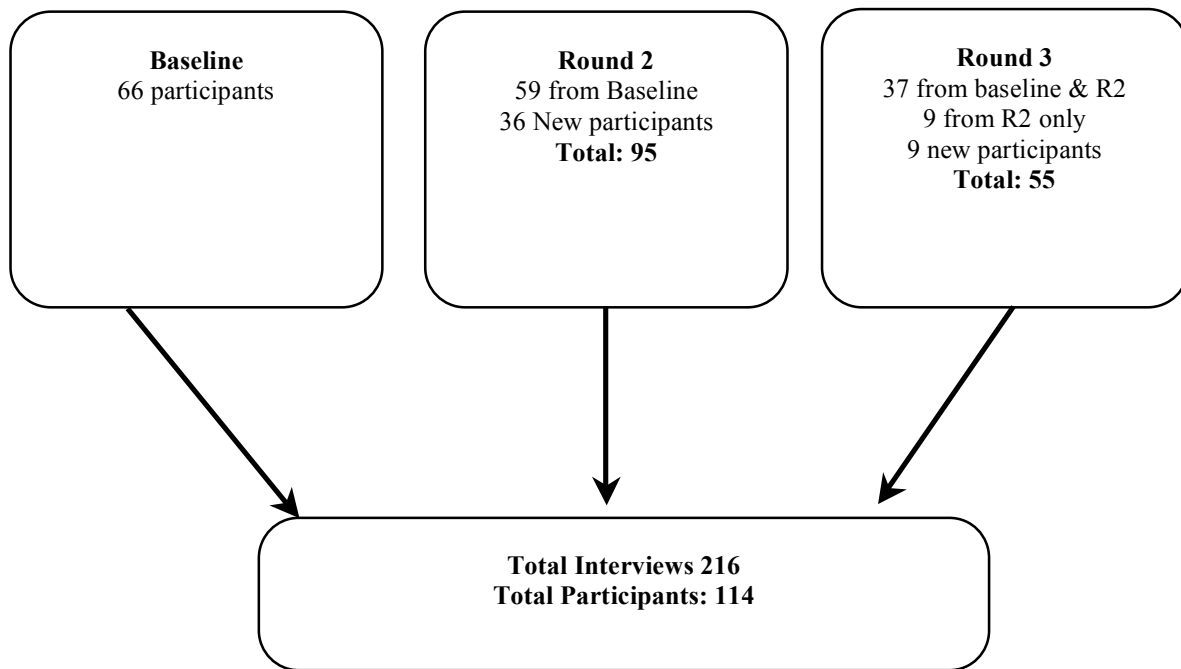 Baseline
66 participants
Round 2
59 from Baseline
36 New participants
Total: 95
Round 3
37 from baseline & R2
9 from R2 only
9 new participants
Total: 55
Total Interviews 216
Total Participants: 114